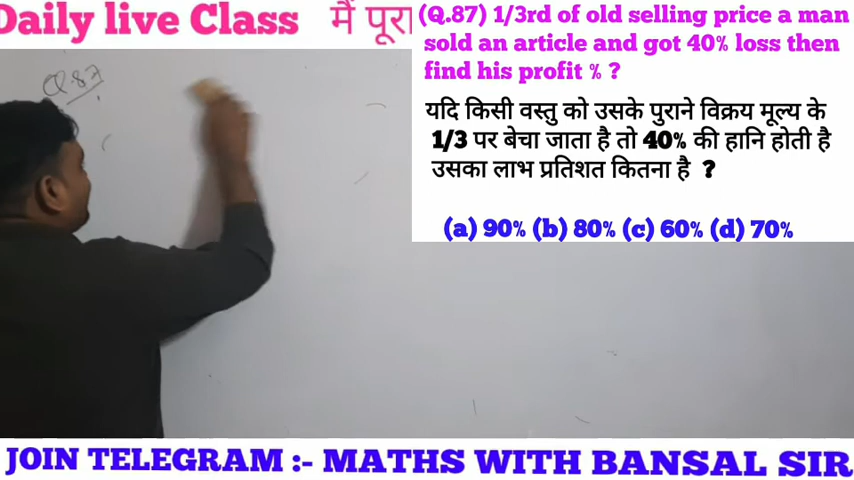 Daily live Class में पूरा
(Q.87) 1/3rd of old selling price a man
sold an article and got 40% loss then
find his profit % ?
यदि किसी वस्तु को उसके पुराने विक्रय मूल्य के
1/3 पर बेचा जाता है तो 40% की हानि होती है
उसका लाभ प्रतिशत कितना है ?
(a) 90% (b) 80% (c) 60% (d) 70%
Q.87
JOIN TELEGRAM :- MATHS WITH BANSAL SIR